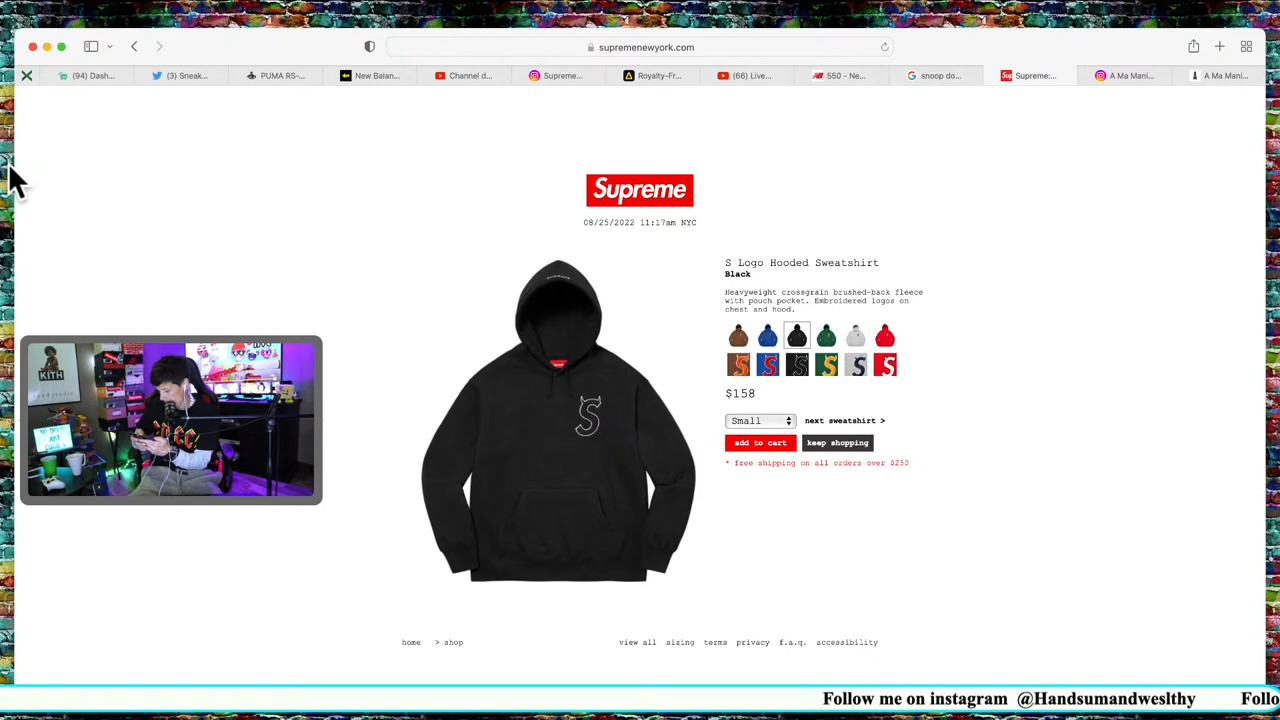 supremenewyork.com
(94) Dash...
(3) Sneak...
PUMA RS-...
New Balan...
Channel d...
Supreme...
Royalty-Fr...
(66) Live...
550 - Ne...
snoop do...
Supreme:...
A Ma Mani...
A Ma Mani...
Supreme
08/25/2022 11:17am NYC
S Logo Hooded Sweatshirt
Black
Heavyweight crossgrain brushed-back fleece
with pouch pocket. Embroidered logos on
chest and hood.
$158
Small
next sweatshirt >
add to cart
keep shopping
* free shipping on all orders over $250
KITH
home > shop
view all sizing terms privacy f.a.q. accessibility
Follow me on instagram @Handsumandweslthy Follo